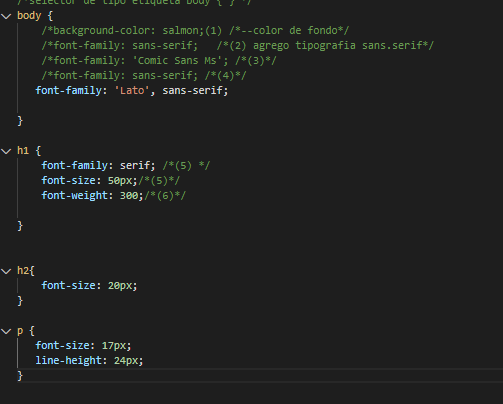 /*selector de tipo etiqueta body { } */
body {
/*background-color: salmon;(1) /*--color de fondo*/
/*font-family: sans-serif;   /*(2) agrego tipografia sans.serif*/
/*font-family: 'Comic Sans Ms'; /*(3)*/
/*font-family: sans-serif; /*(4)*/
font-family: 'Lato', sans-serif;
}
h1 {
font-family: serif; /*(5) */
font-size: 50px;/*(5)*/
font-weight: 300;/*(6)*/
}
h2{
font-size: 20px;
}
p {
font-size: 17px;
line-height: 24px;
}